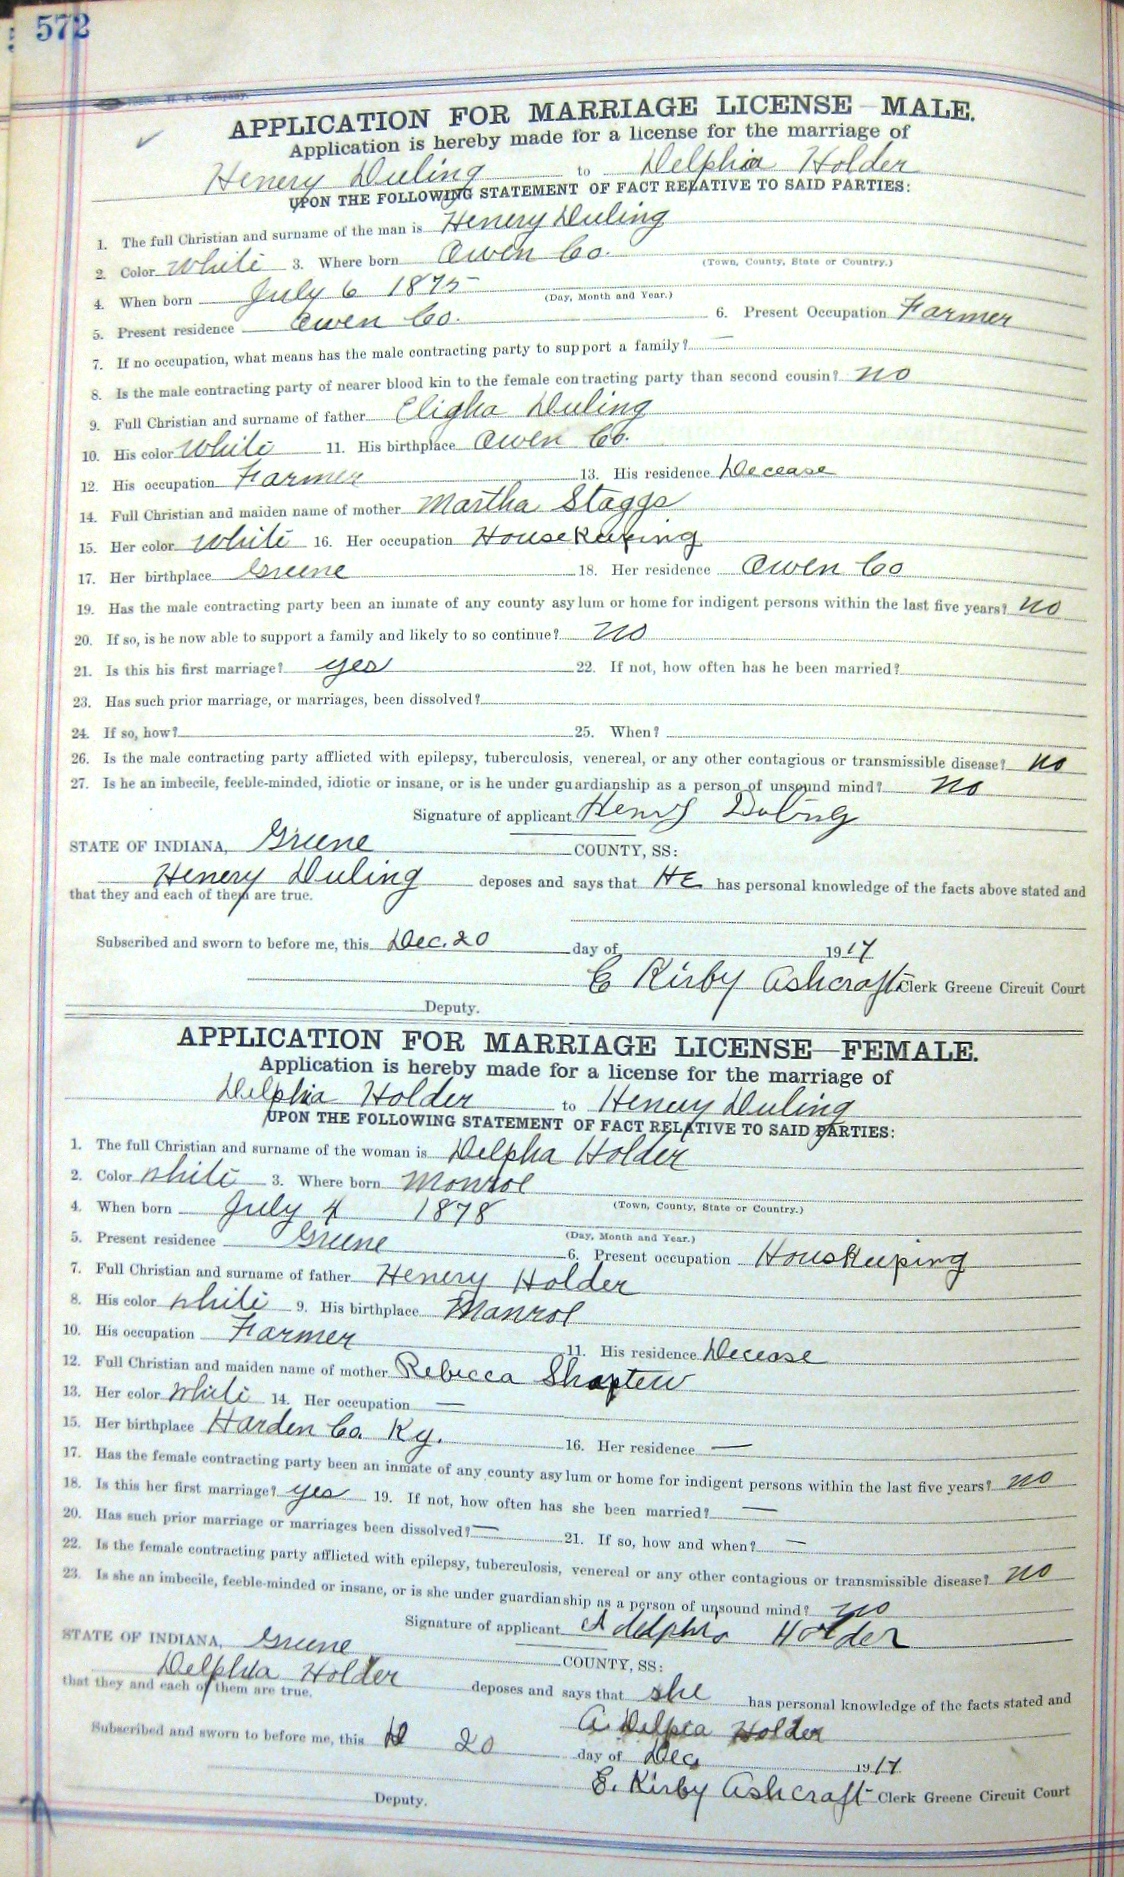 572
APPLICATION FOR MARRIAGE LICENSE—MALE.
Application is hereby made for a license for the marriage of
Henery Duling to Delphia Holder
UPON THE FOLLOWING STATEMENT OF FACT RELATIVE TO SAID PARTIES:
1. The full Christian and surname of the man is Henery Duling
2. Color White 3. Where born Owen Co. (Town, County, State or Country.)
4. When born July 6 1875 (Day, Month and Year.)
5. Present residence Owen Co. 6. Present Occupation Farmer
7. If no occupation, what means has the male contracting party to support a family? —
8. Is the male contracting party of nearer blood kin to the female contracting party than second cousin? no
9. Full Christian and surname of father Eligha Duling
10. His color White 11. His birthplace Owen Co.
12. His occupation Farmer 13. His residence Decease
14. Full Christian and maiden name of mother Martha Staggs
15. Her color White 16. Her occupation HouseKeeping
17. Her birthplace Greene 18. Her residence Owen Co
19. Has the male contracting party been an inmate of any county asylum or home for indigent persons within the last five years? no
20. If so, is he now able to support a family and likely to so continue? no
21. Is this his first marriage? yes 22. If not, how often has he been married?
23. Has such prior marriage, or marriages, been dissolved?
24. If so, how? 25. When?
26. Is the male contracting party afflicted with epilepsy, tuberculosis, venereal, or any other contagious or transmissible disease? no
27. Is he an imbecile, feeble-minded, idiotic or insane, or is he under guardianship as a person of unsound mind? no
Signature of applicant Henry Duling
STATE OF INDIANA, Greene COUNTY, SS:
Henery Duling deposes and says that HE has personal knowledge of the facts above stated and
that they and each of them are true.
Subscribed and sworn to before me, this Dec. 20 day of 1917
E Kirby Ashcraft Clerk Greene Circuit Court
Deputy.
APPLICATION FOR MARRIAGE LICENSE—FEMALE.
Application is hereby made for a license for the marriage of
Delphia Holder to Henery Duling
UPON THE FOLLOWING STATEMENT OF FACT RELATIVE TO SAID PARTIES:
1. The full Christian and surname of the woman is Delpha Holder
2. Color White 3. Where born Monroe (Town, County, State or Country.)
4. When born July 4 1878 (Day, Month and Year.)
5. Present residence Greene 6. Present occupation HousKeeping
7. Full Christian and surname of father Henery Holder
8. His color White 9. His birthplace Monroe
10. His occupation Farmer 11. His residence Decease
12. Full Christian and maiden name of mother Rebecca
13. Her color White 14. Her occupation —
15. Her birthplace Harden Co. Ky. 16. Her residence —
17. Has the female contracting party been an inmate of any county asylum or home for indigent persons within the last five years? no
18. Is this her first marriage? yes 19. If not, how often has she been married? —
20. Has such prior marriage or marriages been dissolved? — 21. If so, how and when? —
22. Is the female contracting party afflicted with epilepsy, tuberculosis, venereal or any other contagious or transmissible disease? no
23. Is she an imbecile, feeble-minded or insane, or is she under guardianship as a person of unsound mind? no
Signature of applicant Adelphia Holder
STATE OF INDIANA, Greene COUNTY, SS:
Delphia Holder deposes and says that she has personal knowledge of the facts stated and
that they and each of them are true.
A Delpia Holder
Subscribed and sworn to before me, this 20 day of Dec. 1917
E. Kirby Ashcraft Clerk Greene Circuit Court
Deputy.